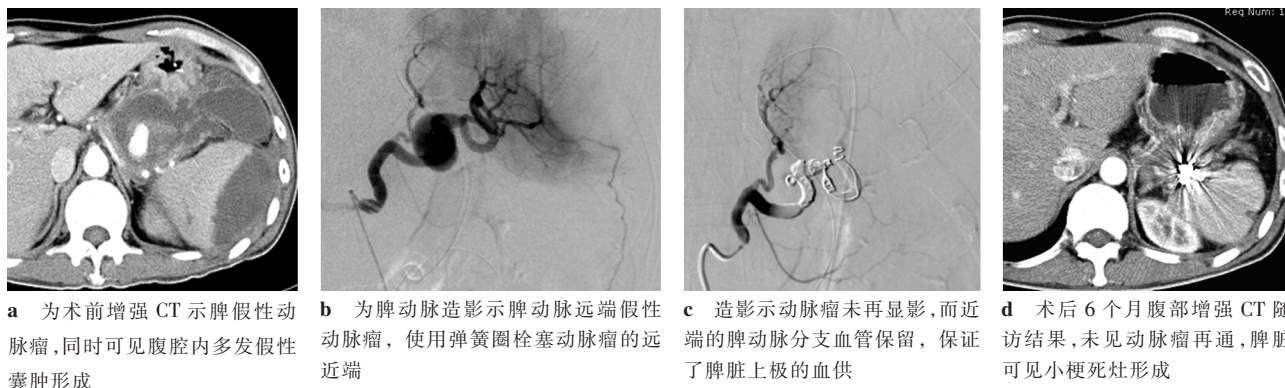 Req Num: 1
a 为术前增强 CT 示脾假性动
脉瘤,同时可见腹腔内多发假性
囊肿形成
b 为脾动脉造影示脾动脉远端假性
动脉瘤，使用弹簧圈栓塞动脉瘤的远
近端
c 造影示动脉瘤未再显影,而近
端的脾动脉分支血管保留，保证
了脾脏上极的血供
d 术后 6 个月腹部增强 CT 随
访结果,未见动脉瘤再通,脾脏
可见小梗死灶形成